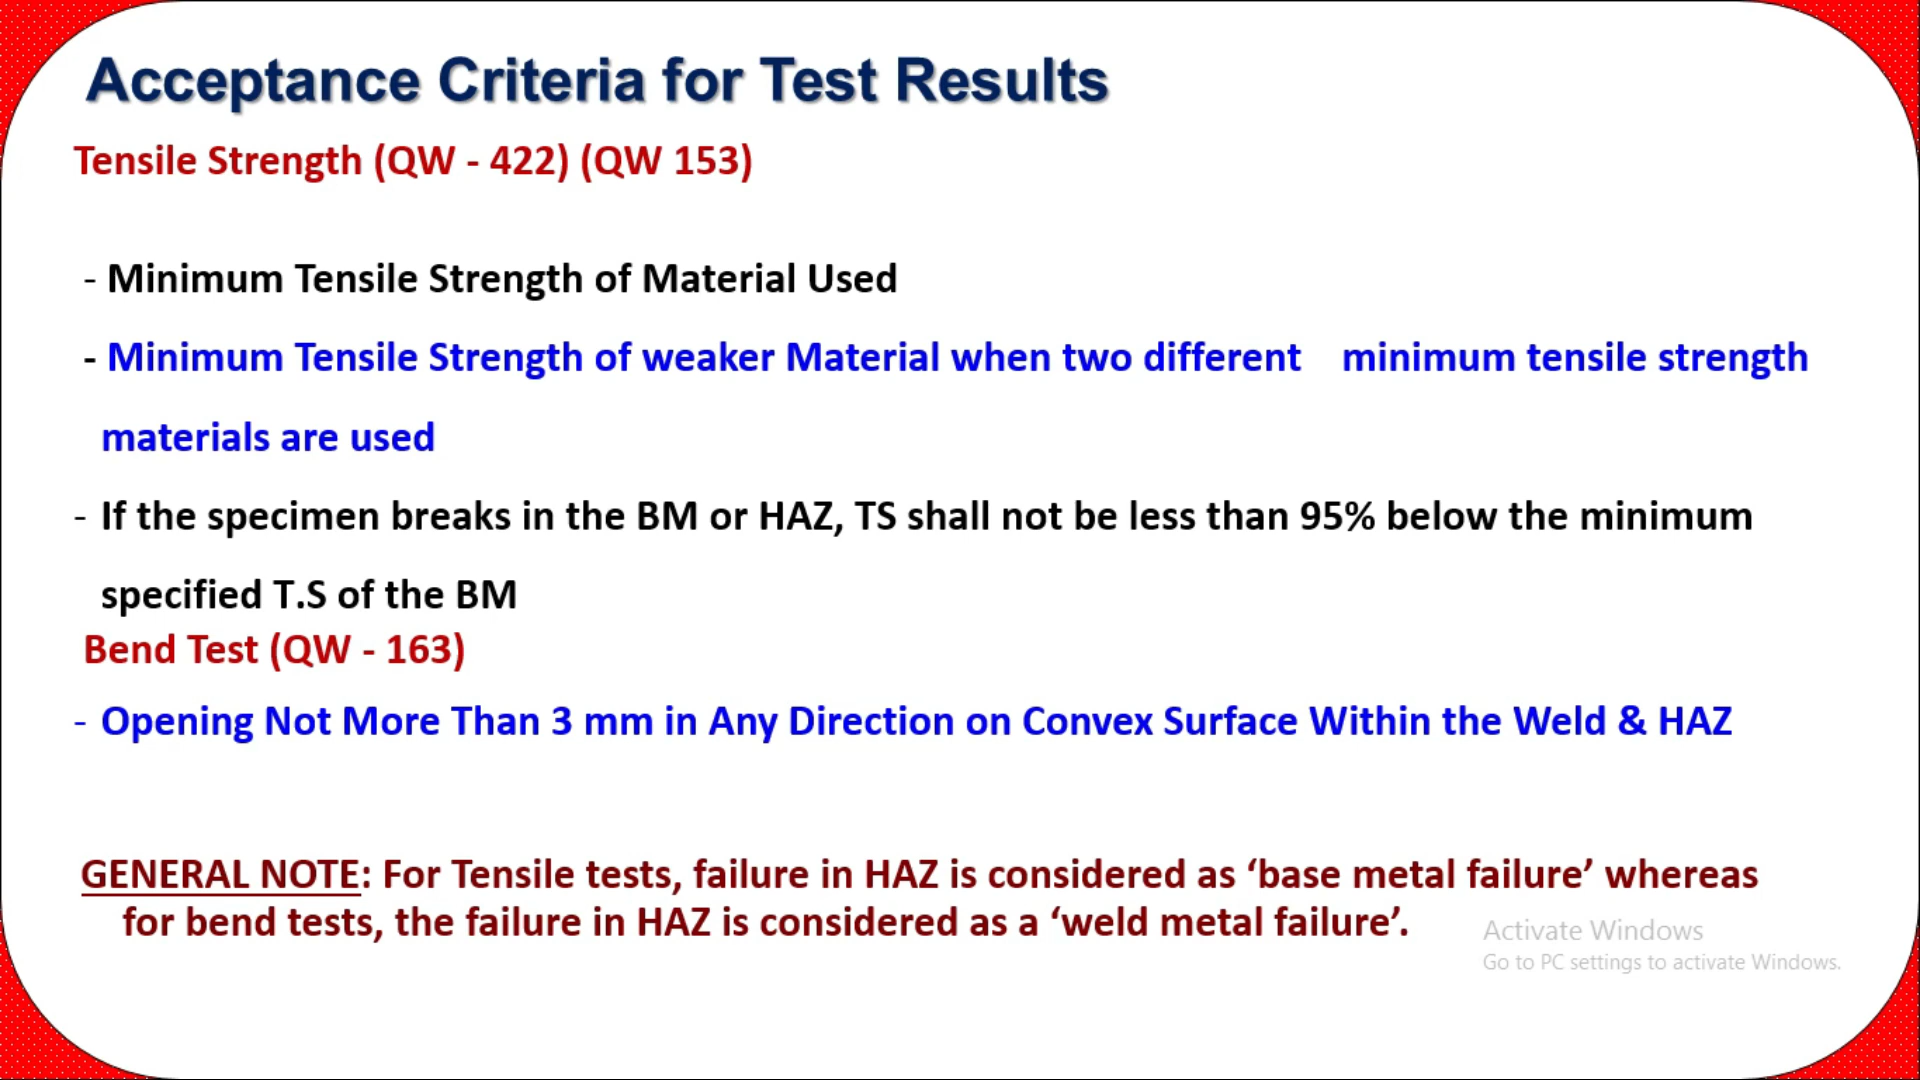 Acceptance Criteria for Test Results
Tensile Strength (QW - 422) (QW 153)
- Minimum Tensile Strength of Material Used
- Minimum Tensile Strength of weaker Material when two different minimum tensile strength
materials are used
- If the specimen breaks in the BM or HAZ, TS shall not be less than 95% below the minimum
specified T.S of the BM
Bend Test (QW - 163)
- Opening Not More Than 3 mm in Any Direction on Convex Surface Within the Weld & HAZ
GENERAL NOTE: For Tensile tests, failure in HAZ is considered as ‘base metal failure’ whereas
for bend tests, the failure in HAZ is considered as a ‘weld metal failure’.
Activate Windows
Go to PC settings to activate Windows.